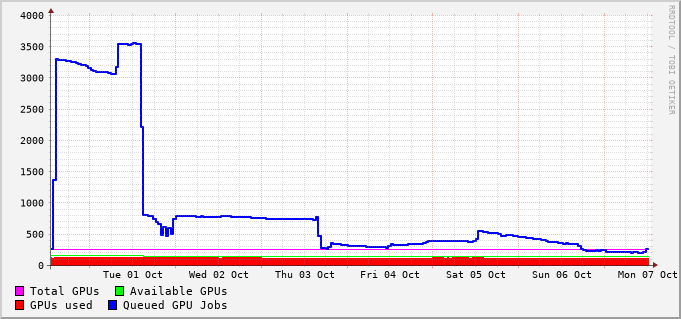 4000
3500
3000
2500
2000
1500
1000
500
0
Tue 01 Oct Wed 02 Oct Thu 03 Oct Fri 04 Oct Sat 05 Oct Sun 06 Oct Mon 07 Oct
Total GPUs Available GPUs
GPUs used Queued GPU Jobs
RRDTOOL / TOBI OETIKER